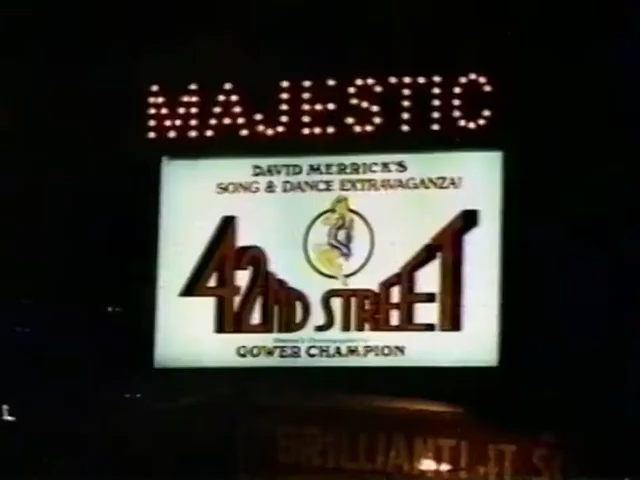 MAJESTIC
DAVID MERRICK'S
SONG & DANCE EXTRAVAGANZA!
42ND STREET
GOWER CHAMPION
BRILLIANT! IT